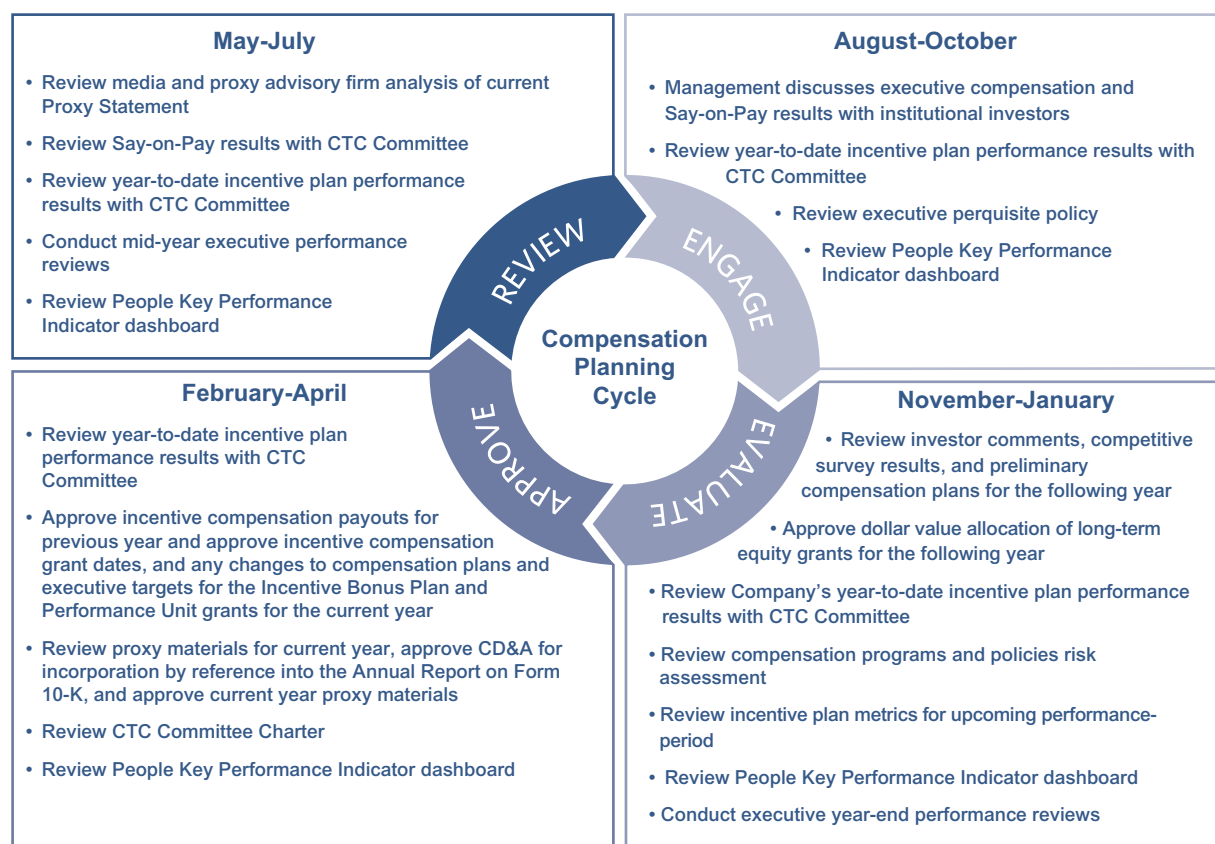 May-July
• Review media and proxy advisory firm analysis of current
Proxy Statement
• Review Say-on-Pay results with CTC Committee
• Review year-to-date incentive plan performance
results with CTC Committee
• Conduct mid-year executive performance
reviews
• Review People Key Performance
Indicator dashboard
August-October
• Management discusses executive compensation and
Say-on-Pay results with institutional investors
• Review year-to-date incentive plan performance results with
CTC Committee
• Review executive perquisite policy
• Review People Key Performance
Indicator dashboard
REVIEW
ENGAGE
Compensation
Planning
Cycle
APPROVE
EVALUATE
February-April
• Review year-to-date incentive plan
performance results with CTC
Committee
• Approve incentive compensation payouts for
previous year and approve incentive compensation
grant dates, and any changes to compensation plans and
executive targets for the Incentive Bonus Plan and
Performance Unit grants for the current year
• Review proxy materials for current year, approve CD&A for
incorporation by reference into the Annual Report on Form
10-K, and approve current year proxy materials
• Review CTC Committee Charter
• Review People Key Performance Indicator dashboard
November-January
• Review investor comments, competitive
survey results, and preliminary
compensation plans for the following year
• Approve dollar value allocation of long-term
equity grants for the following year
• Review Company's year-to-date incentive plan performance
results with CTC Committee
• Review compensation programs and policies risk
assessment
• Review incentive plan metrics for upcoming performance-
period
• Review People Key Performance Indicator dashboard
• Conduct executive year-end performance reviews